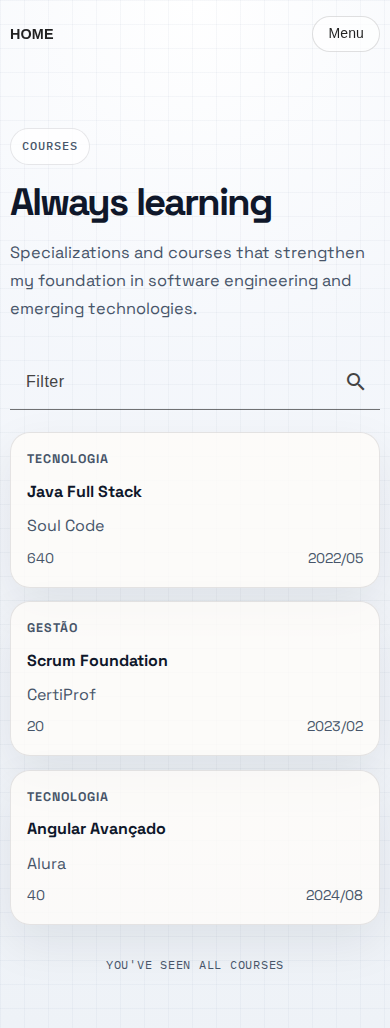 HOME
Menu
COURSES
Always learning
Specializations and courses that strengthen
my foundation in software engineering and
emerging technologies.
Filter
TECNOLOGIA
Java Full Stack
Soul Code
640
2022/05
GESTÃO
Scrum Foundation
CertiProf
20
2023/02
TECNOLOGIA
Angular Avançado
Alura
40
2024/08
YOU'VE SEEN ALL COURSES